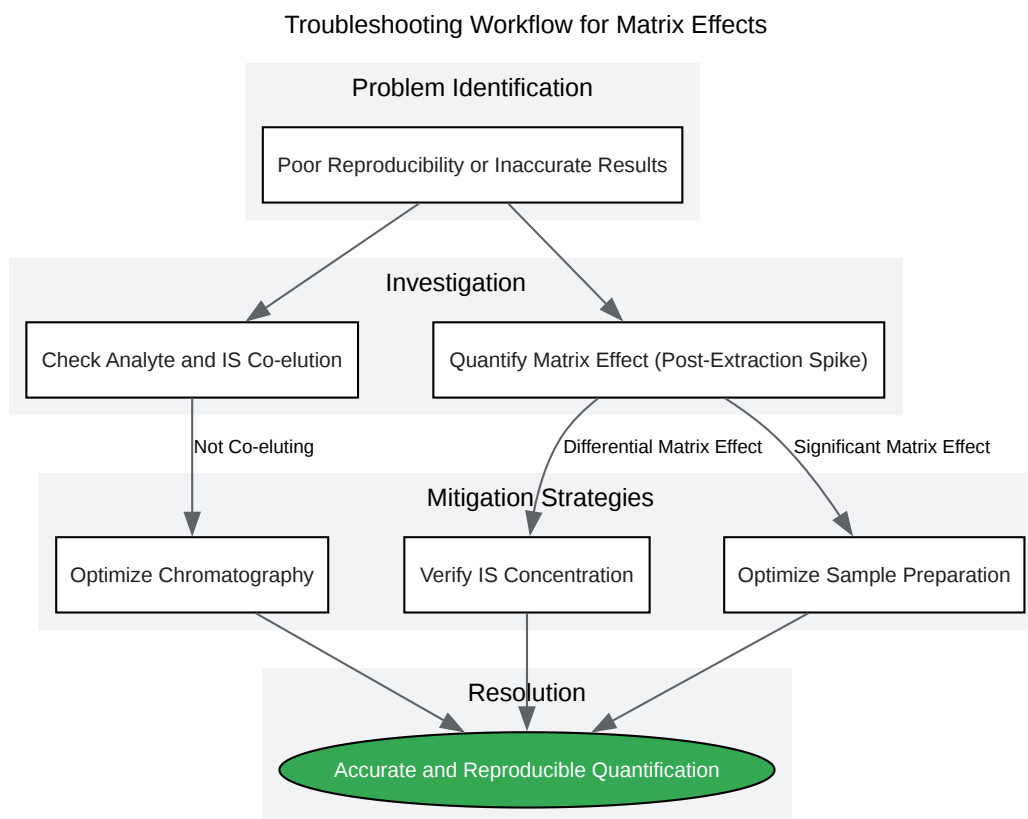 Troubleshooting Workflow for Matrix Effects
Problem Identification
Poor Reproducibility or Inaccurate Results
Investigation
Check Analyte and IS Co-elution
Quantify Matrix Effect (Post-Extraction Spike)
Not Co-eluting
Differential Matrix Effect
Significant Matrix Effect
Mitigation Strategies
Optimize Chromatography
Verify IS Concentration
Optimize Sample Preparation
Resolution
Accurate and Reproducible Quantification